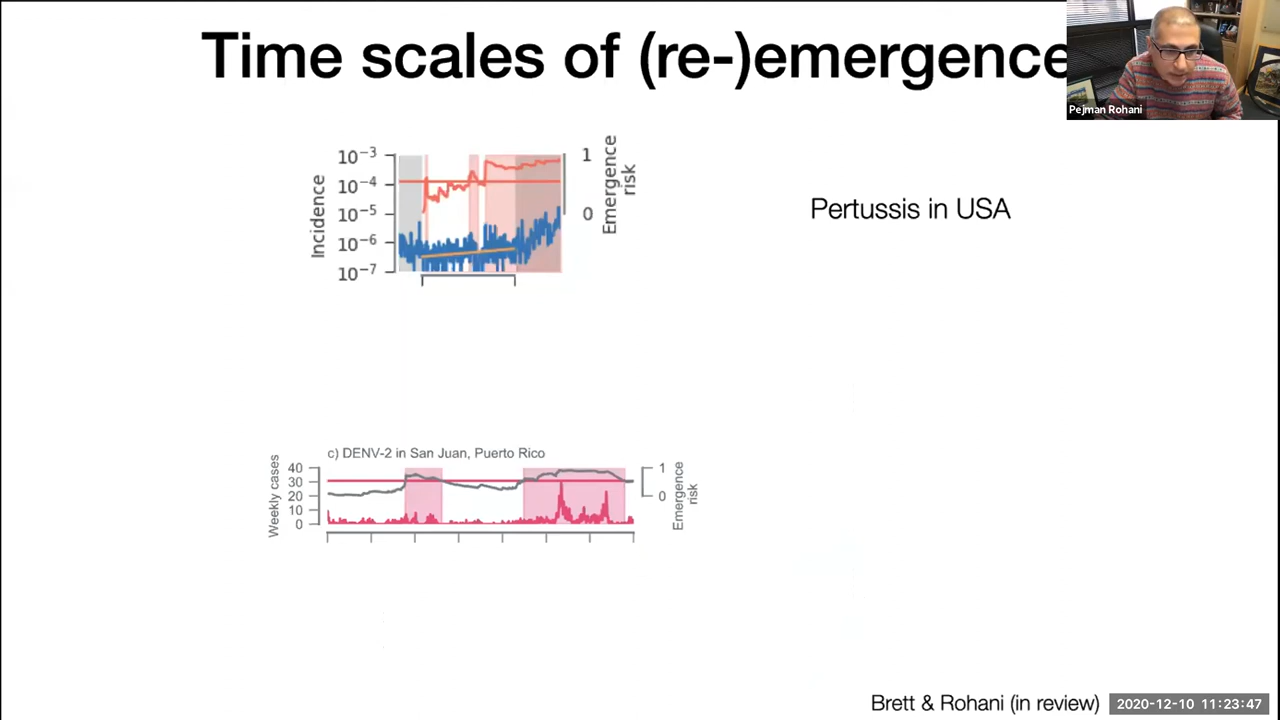 Time scales of (re-)emergence
Pejman Rohani
10−3
10−4
10−5
10−6
10−7
Incidence
1
0
Emergence
risk
Pertussis in USA
c) DENV-2 in San Juan, Puerto Rico
Weekly cases
40
30
20
10
0
1
0
Emergence
risk
Brett & Rohani (in review)
2020-12-10 11:23:47